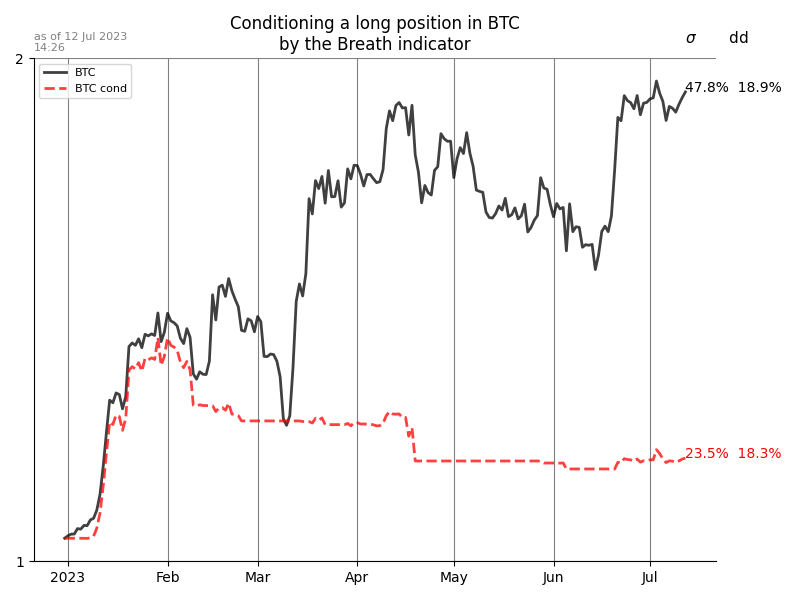 Conditioning a long position in BTC
by the Breath indicator
as of 12 Jul 2023
14:26
σ dd
2
BTC
BTC cond
47.8% 18.9%
23.5% 18.3%
1
2023 Feb Mar Apr May Jun Jul